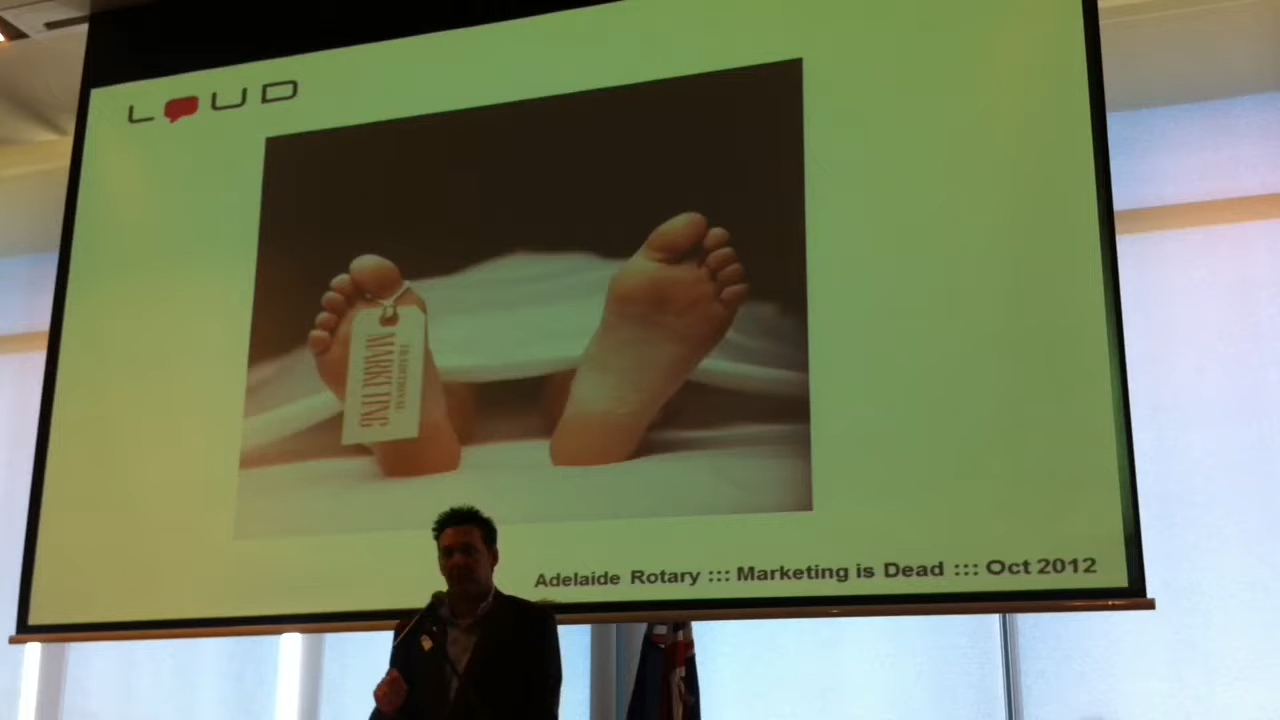 LOUD
TRADITIONAL
MARKETING
Adelaide Rotary ::: Marketing is Dead ::: Oct 2012